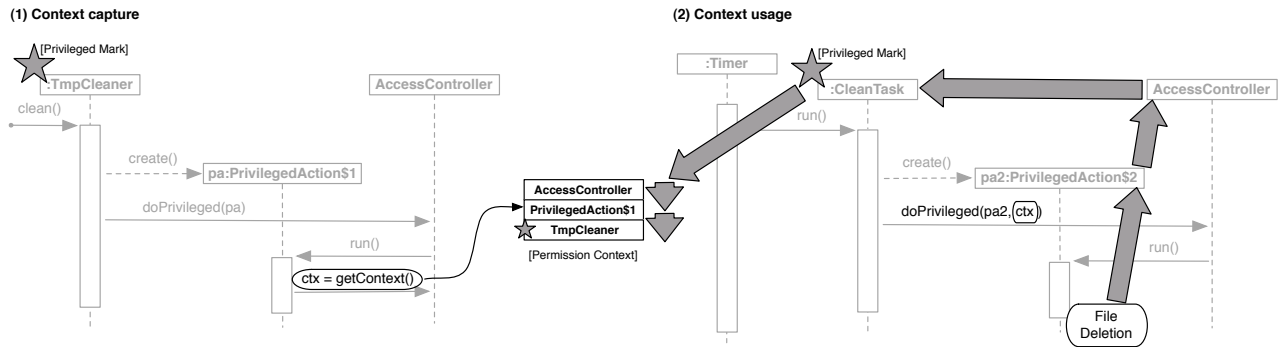 (1) Context capture
[Privileged Mark]
:TmpCleaner
AccessController
clean()
create()
pa:PrivilegedAction$1
doPrivileged(pa)
run()
ctx = getContext()
AccessController
PrivilegedAction$1
TmpCleaner
[Permission Context]
(2) Context usage
[Privileged Mark]
:Timer
:CleanTask
AccessController
run()
create()
pa2:PrivilegedAction$2
doPrivileged(pa2,ctx)
run()
File
Deletion